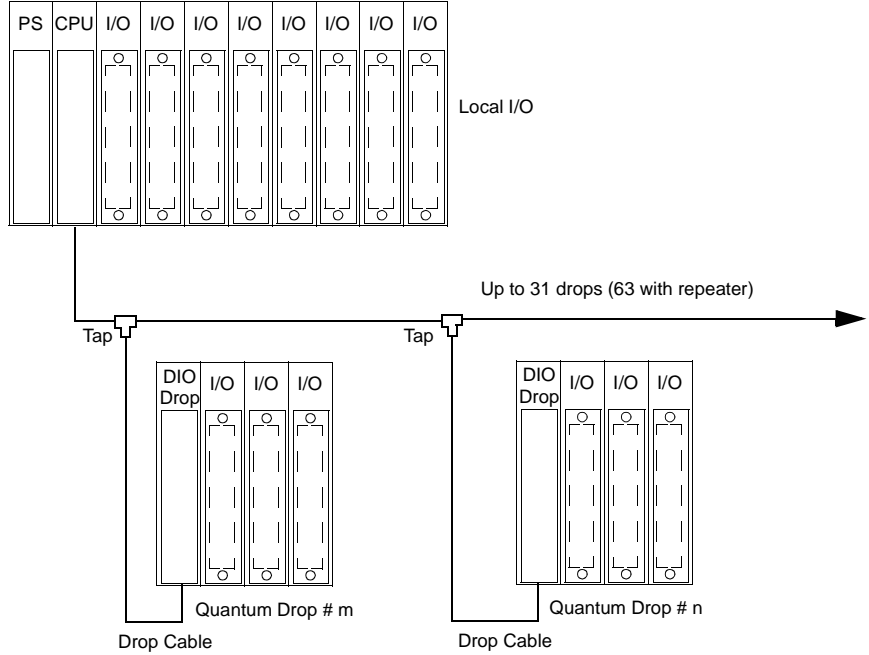 PS CPU I/O I/O I/O I/O I/O I/O I/O I/O
Local I/O
Up to 31 drops (63 with repeater)
Tap
Tap
DIO Drop I/O I/O I/O
DIO Drop I/O I/O I/O
Quantum Drop # m
Quantum Drop # n
Drop Cable
Drop Cable